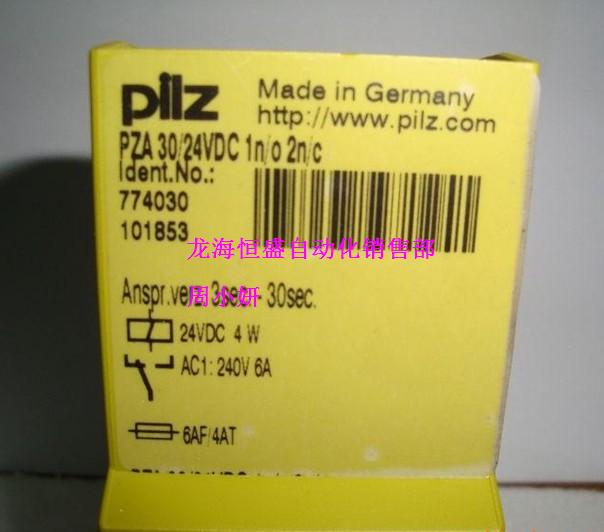 pilz
Made in Germany
http://www.pilz.com
PZA 30/24VDC 1n/o 2n/c
Ident.No.:
774030
101853
龙海恒盛自动化销售部
Anspr.verz 3sec - 30sec.
周小妍
24VDC 4 W
AC1: 240V 6A
6AF/4AT